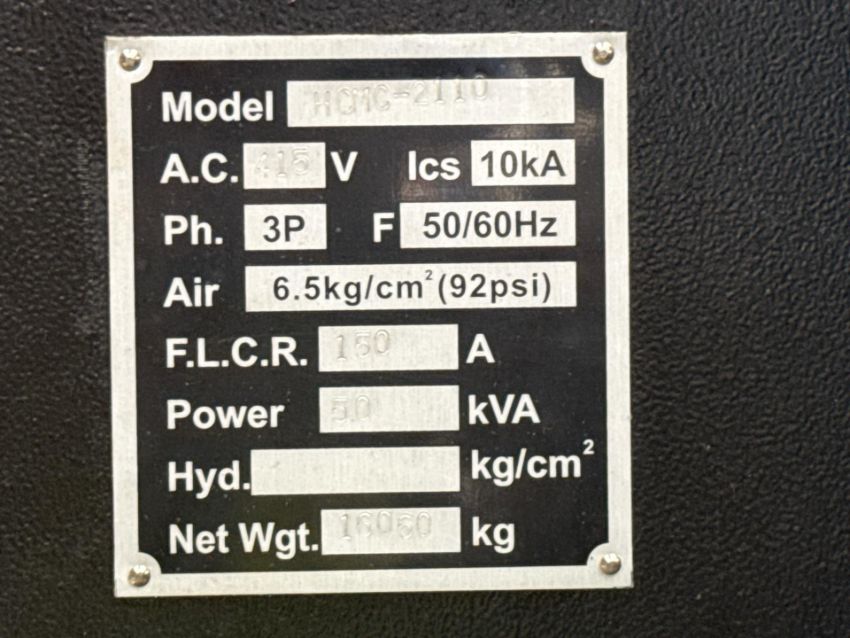 Model HCMC-2110
A.C. 415 V Ics 10kA
Ph. 3P F 50/60Hz
Air 6.5kg/cm²(92psi)
F.L.C.R. 150 A
Power 50 kVA
Hyd. kg/cm²
Net Wgt. 16060 kg